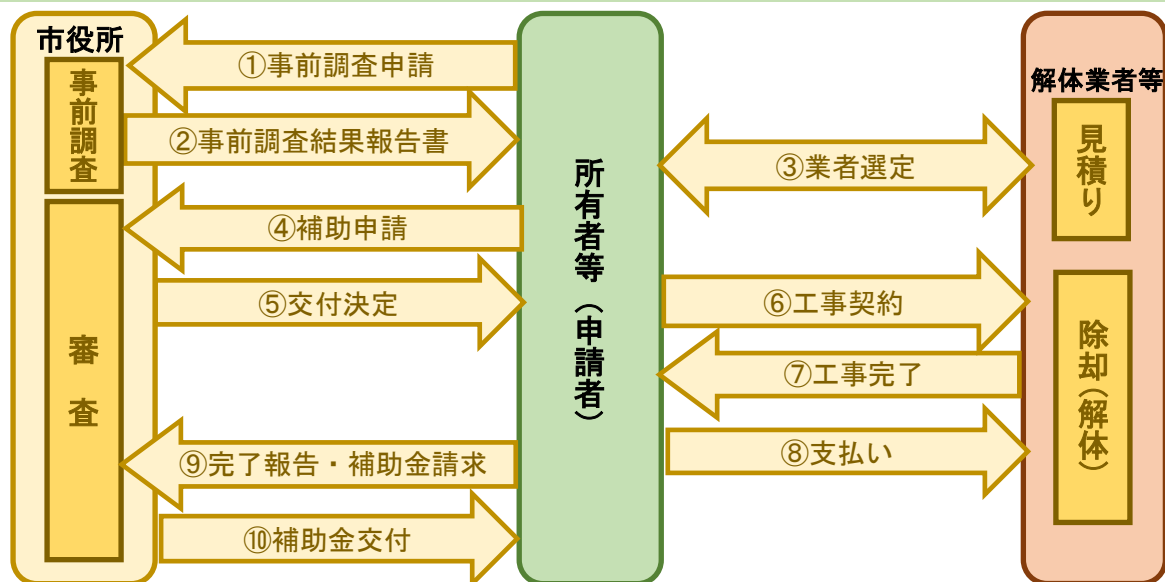 市役所
事前調査
審査
①事前調査申請
②事前調査結果報告書
④補助申請
⑤交付決定
⑨完了報告・補助金請求
⑩補助金交付
所有者等（申請者）
③業者選定
⑥工事契約
⑦工事完了
⑧支払い
解体業者等
見積り
除却（解体）